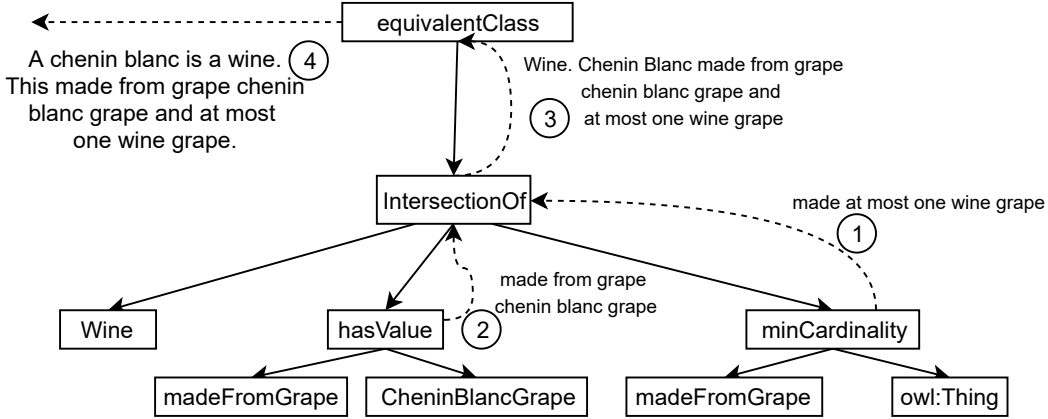 equivalentClass
4
A chenin blanc is a wine.
This made from grape chenin
blanc grape and at most
one wine grape.
Wine. Chenin Blanc made from grape
chenin blanc grape and
at most one wine grape
3
IntersectionOf
made at most one wine grape
1
made from grape
chenin blanc grape
2
Wine
hasValue
minCardinality
madeFromGrape
CheninBlancGrape
madeFromGrape
owl:Thing